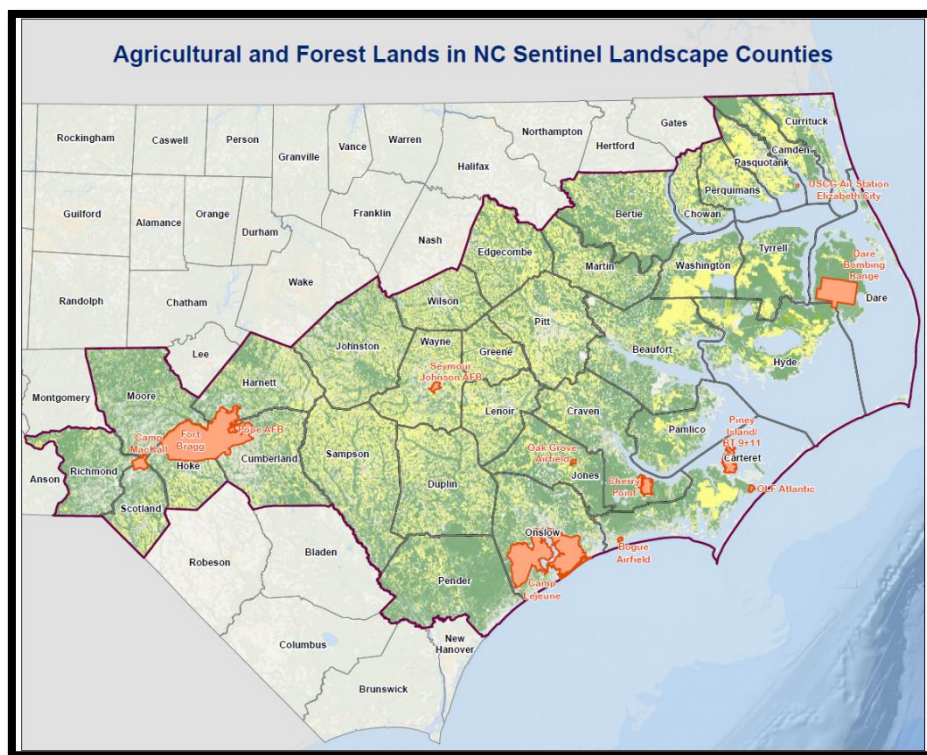 Agricultural and Forest Lands in NC Sentinel Landscape Counties
Rockingham
Caswell
Person
Granville
Vance
Warren
Northampton
Gates
Hertford
Halifax
Currituck
Camden
Pasquotank
Perquimans
Chowan
USCG Air Station
Elizabeth City
Guilford
Alamance
Orange
Durham
Franklin
Nash
Bertie
Edgecombe
Martin
Washington
Tyrrell
Dare
Bombing
Range
Dare
Randolph
Chatham
Wake
Wilson
Pitt
Johnston
Wayne
Greene
Beaufort
Hyde
Lee
Seymour
Johnson AFB
Montgomery
Moore
Harnett
Lenoir
Craven
Pamlico
Camp
MacKall
Fort
Bragg
Pope AFB
Piney
Island/
BT 9+11
Carteret
Anson
Richmond
Hoke
Cumberland
Sampson
Duplin
Oak Grove
Airfield
Jones
Cherry
Point
OLF Atlantic
Scotland
Onslow
Bogue
Airfield
Robeson
Bladen
Pender
Camp
Lejeune
Columbus
New
Hanover
Brunswick